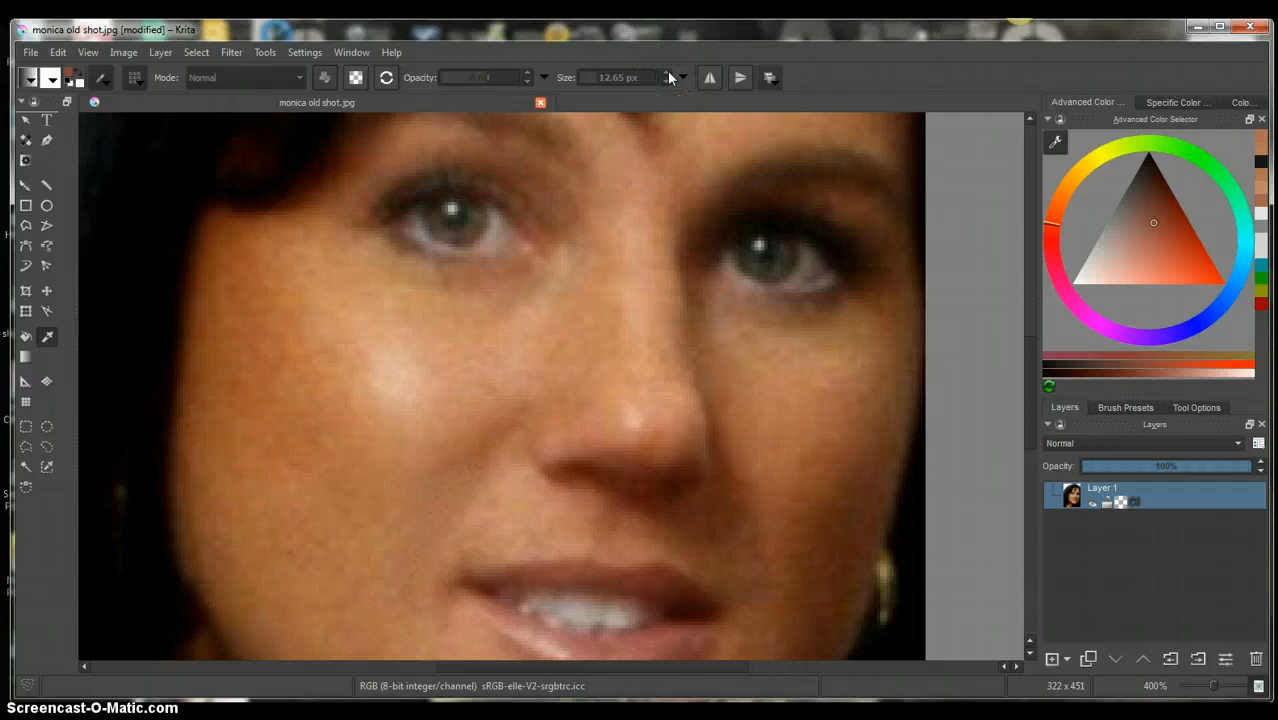 monica old shot.jpg [modified] – Krita
File Edit View Image Layer Select Filter Tools Settings Window Help
Mode: Normal Opacity: Size: 12.65 px
monica old shot.jpg
Advanced Color ... Specific Color ... Colo...
Advanced Color Selector
Layers Brush Presets Tool Options
Layers
Normal
Opacity: 100%
Layer 1
RGB (8-bit integer/channel) sRGB-elle-V2-srgbtrc.icc 322 x 451 400%
Screencast-O-Matic.com